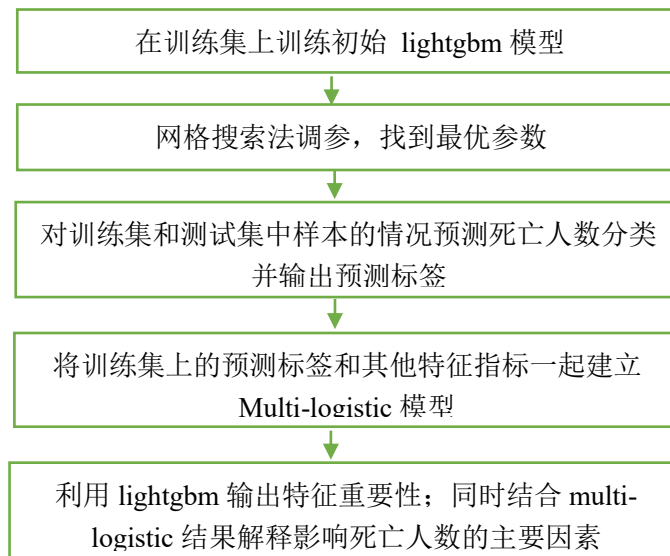 在训练集上训练初始 lightgbm 模型
网格搜索法调参，找到最优参数
对训练集和测试集中样本的情况预测死亡人数分类
并输出预测标签
将训练集上的预测标签和其他特征指标一起建立
Multi-logistic 模型
利用 lightgbm 输出特征重要性；同时结合 multi-
logistic 结果解释影响死亡人数的主要因素